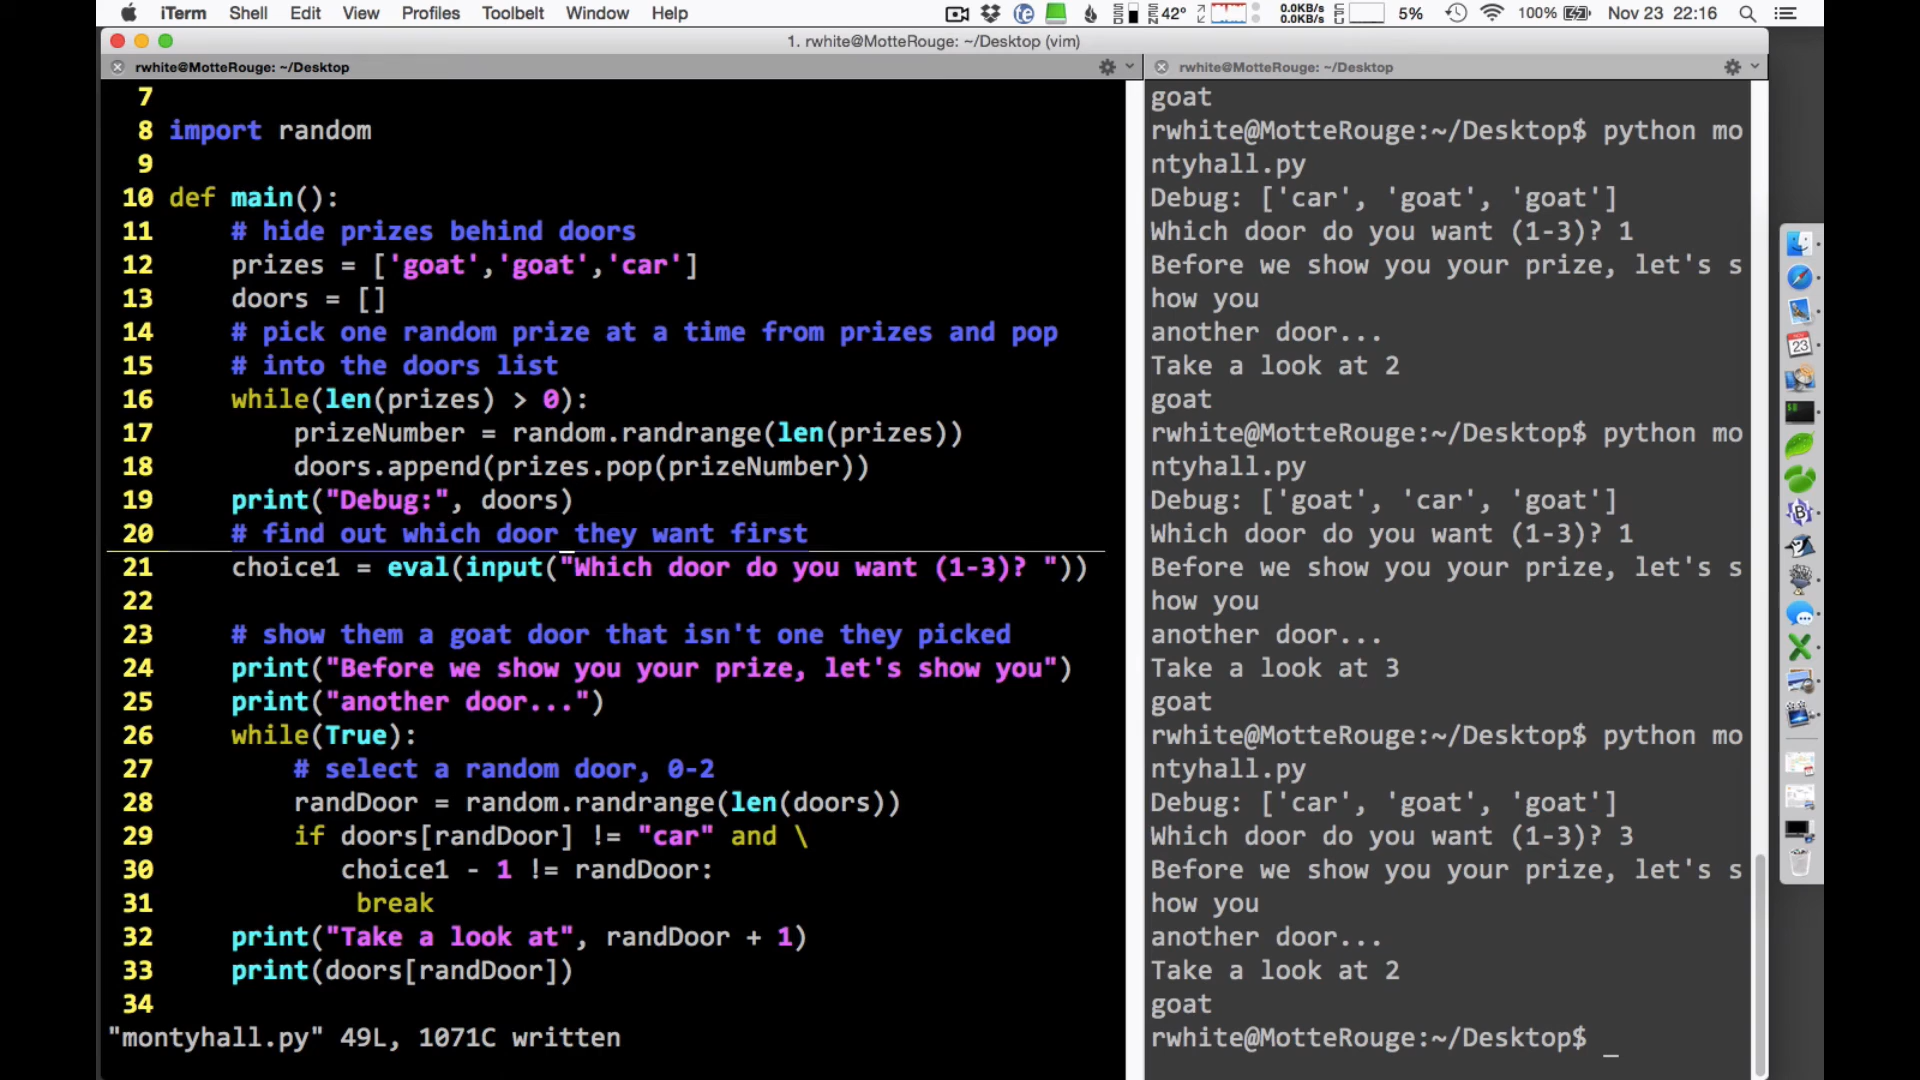 iTerm Shell Edit View Profiles Toolbelt Window Help 42° 0.0KB/s 0.0KB/s 5% 100% Nov 23 22:16
1. rwhite@MotteRouge: ~/Desktop (vim)
rwhite@MotteRouge: ~/Desktop
7
8 import random
9
10 def main():
11 # hide prizes behind doors
12 prizes = ['goat','goat','car']
13 doors = []
14 # pick one random prize at a time from prizes and pop
15 # into the doors list
16 while(len(prizes) > 0):
17 prizeNumber = random.randrange(len(prizes))
18 doors.append(prizes.pop(prizeNumber))
19 print("Debug:", doors)
20 # find out which door they want first
21 choice1 = eval(input("Which door do you want (1-3)? "))
22
23 # show them a goat door that isn't one they picked
24 print("Before we show you your prize, let's show you")
25 print("another door...")
26 while(True):
27 # select a random door, 0-2
28 randDoor = random.randrange(len(doors))
29 if doors[randDoor] != "car" and \
30 choice1 - 1 != randDoor:
31 break
32 print("Take a look at", randDoor + 1)
33 print(doors[randDoor])
34
"montyhall.py" 49L, 1071C written
rwhite@MotteRouge: ~/Desktop
goat
rwhite@MotteRouge:~/Desktop$ python mo
ntyhall.py
Debug: ['car', 'goat', 'goat']
Which door do you want (1-3)? 1
Before we show you your prize, let's s
how you
another door...
Take a look at 2
goat
rwhite@MotteRouge:~/Desktop$ python mo
ntyhall.py
Debug: ['goat', 'car', 'goat']
Which door do you want (1-3)? 1
Before we show you your prize, let's s
how you
another door...
Take a look at 3
goat
rwhite@MotteRouge:~/Desktop$ python mo
ntyhall.py
Debug: ['car', 'goat', 'goat']
Which door do you want (1-3)? 3
Before we show you your prize, let's s
how you
another door...
Take a look at 2
goat
rwhite@MotteRouge:~/Desktop$ _